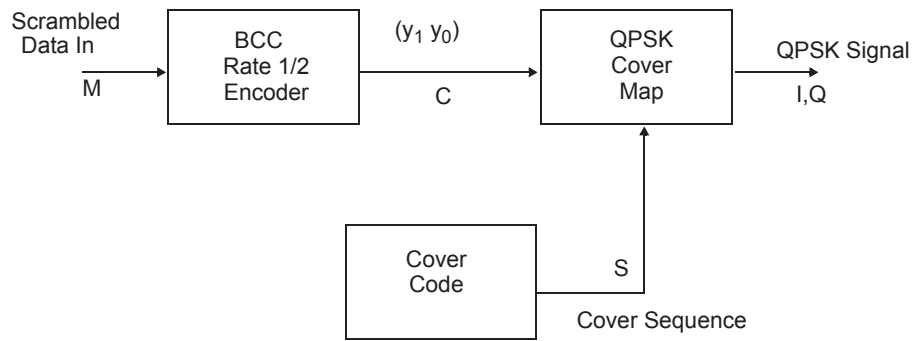 Scrambled
Data In
M
BCC
Rate 1/2
Encoder
(y₁ y₀)
C
QPSK
Cover
Map
QPSK Signal
I,Q
Cover
Code
S
Cover Sequence